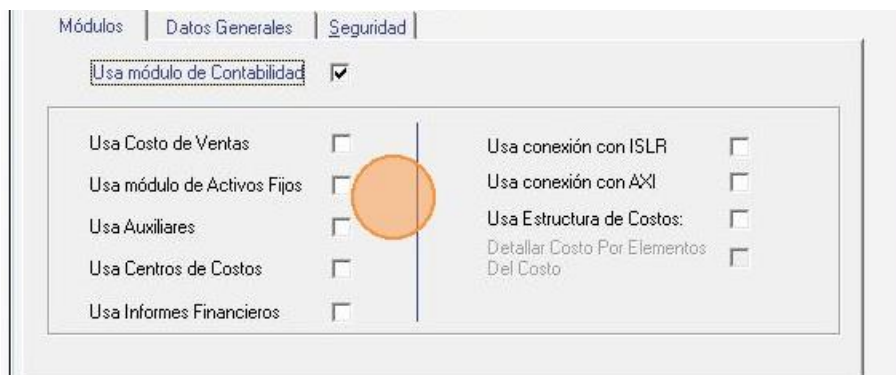 Módulos
Datos Generales
Seguridad
Usa módulo de Contabilidad
Usa Costo de Ventas
Usa módulo de Activos Fijos
Usa Auxiliares
Usa Centros de Costos
Usa Informes Financieros
Usa conexión con ISLR
Usa conexión con AXI
Usa Estructura de Costos:
Detallar Costo Por Elementos
Del Costo